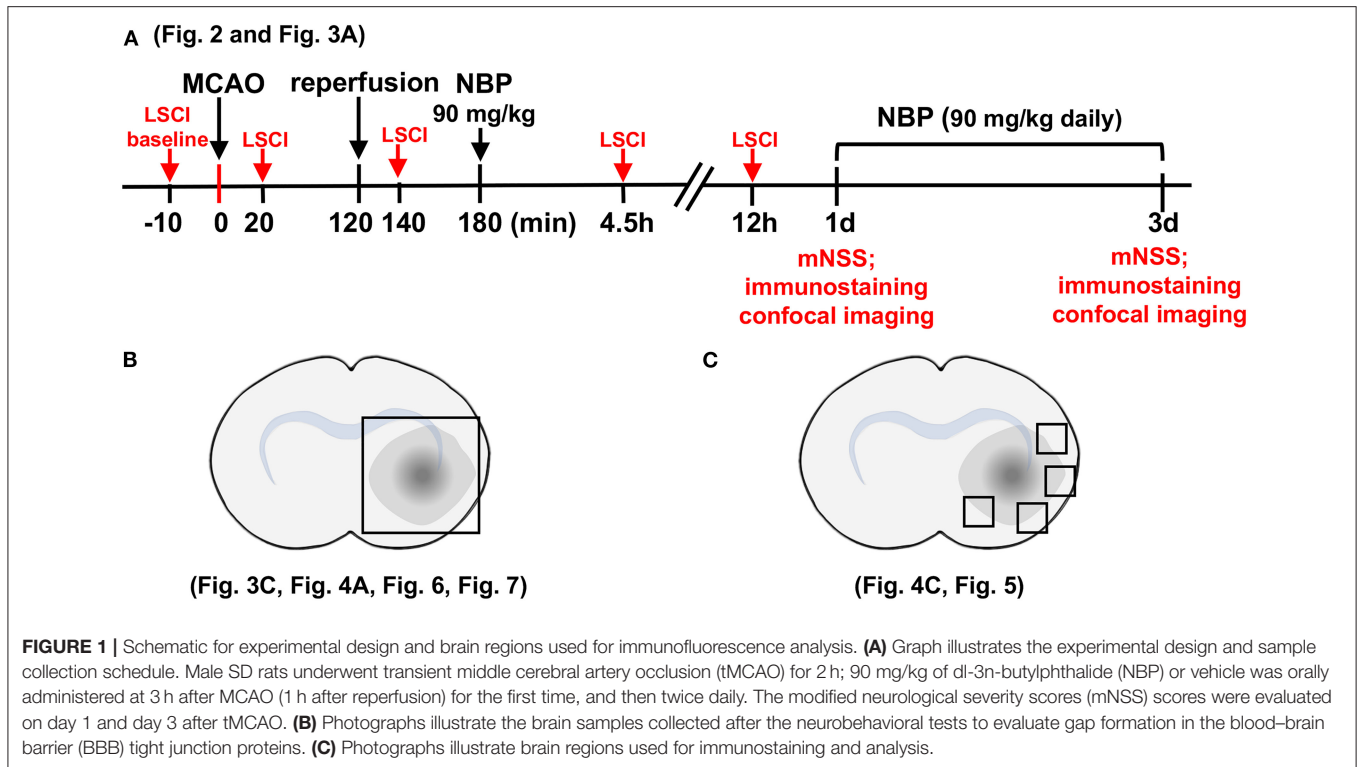 A (Fig. 2 and Fig. 3A)
MCAO reperfusion NBP
90 mg/kg
LSCI
baseline
LSCI
LSCI
LSCI
LSCI
NBP (90 mg/kg daily)
-10 0 20 120 140 180 (min) 4.5h 12h 1d 3d
mNSS;
immunostaining
confocal imaging
mNSS;
immunostaining
confocal imaging
B
(Fig. 3C, Fig. 4A, Fig. 6, Fig. 7)
C
(Fig. 4C, Fig. 5)
FIGURE 1 | Schematic for experimental design and brain regions used for immunofluorescence analysis. (A) Graph illustrates the experimental design and sample
collection schedule. Male SD rats underwent transient middle cerebral artery occlusion (tMCAO) for 2 h; 90 mg/kg of dl-3n-butylphthalide (NBP) or vehicle was orally
administered at 3 h after MCAO (1 h after reperfusion) for the first time, and then twice daily. The modified neurological severity scores (mNSS) scores were evaluated
on day 1 and day 3 after tMCAO. (B) Photographs illustrate the brain samples collected after the neurobehavioral tests to evaluate gap formation in the blood–brain
barrier (BBB) tight junction proteins. (C) Photographs illustrate brain regions used for immunostaining and analysis.